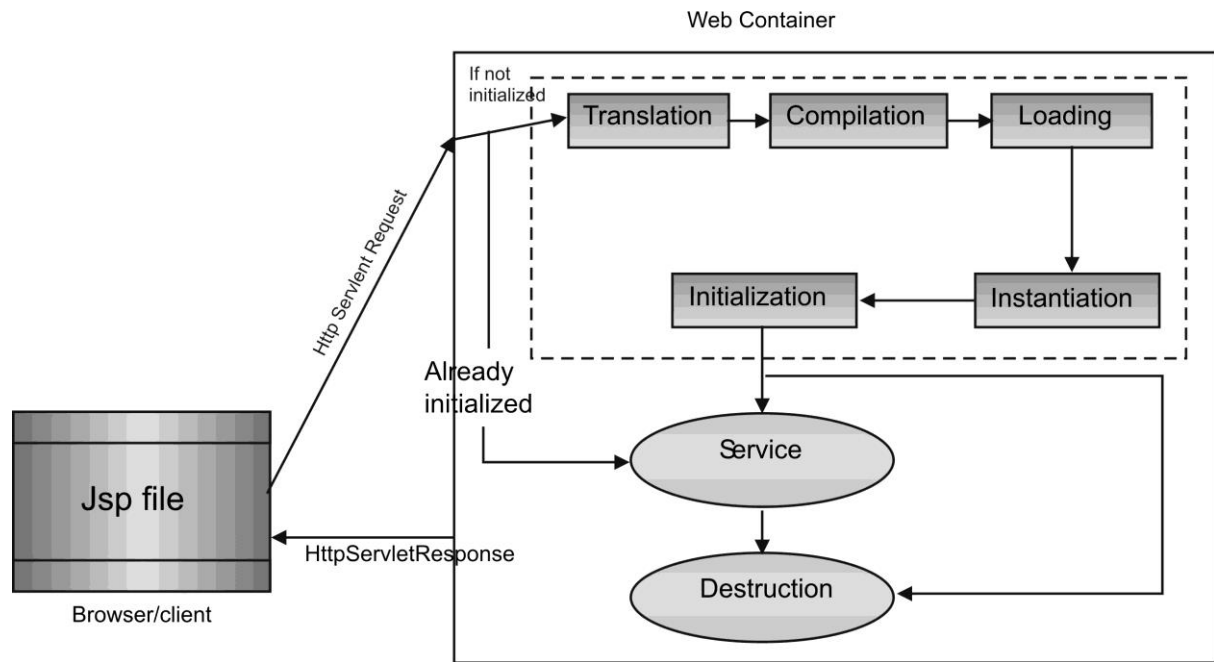 Web Container
If not
initialized
Translation
Compilation
Loading
Http Servlent Request
Initialization
Instantiation
Already
initialized
Service
Jsp file
HttpServletResponse
Destruction
Browser/client